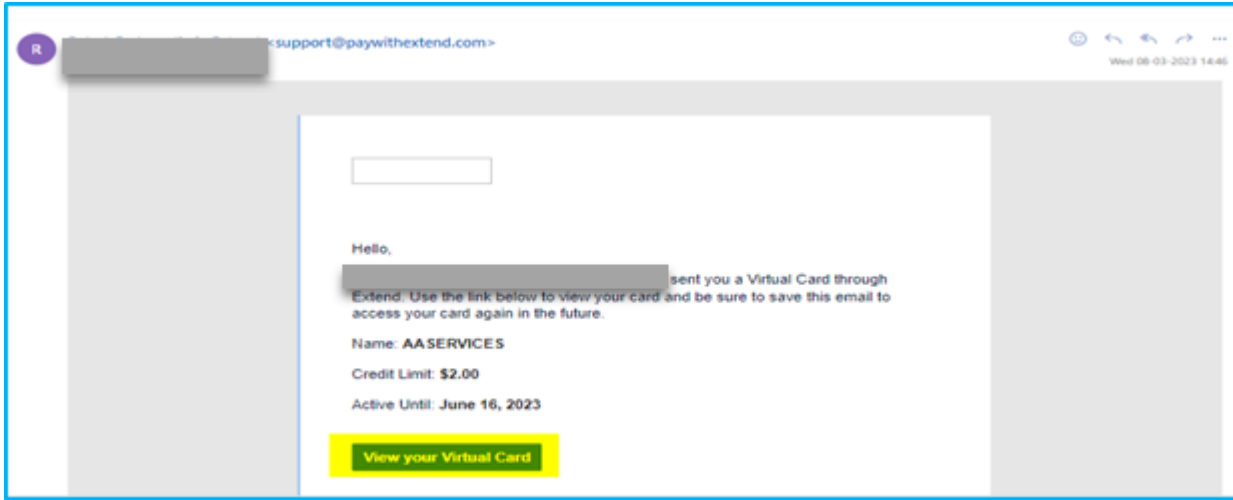 R
<support@paywithextend.com>
Wed 08-03-2023 14:46
Hello,
sent you a Virtual Card through
Extend. Use the link below to view your card and be sure to save this email to
access your card again in the future.
Name: AASERVICES
Credit Limit: $2.00
Active Until: June 16, 2023
View your Virtual Card